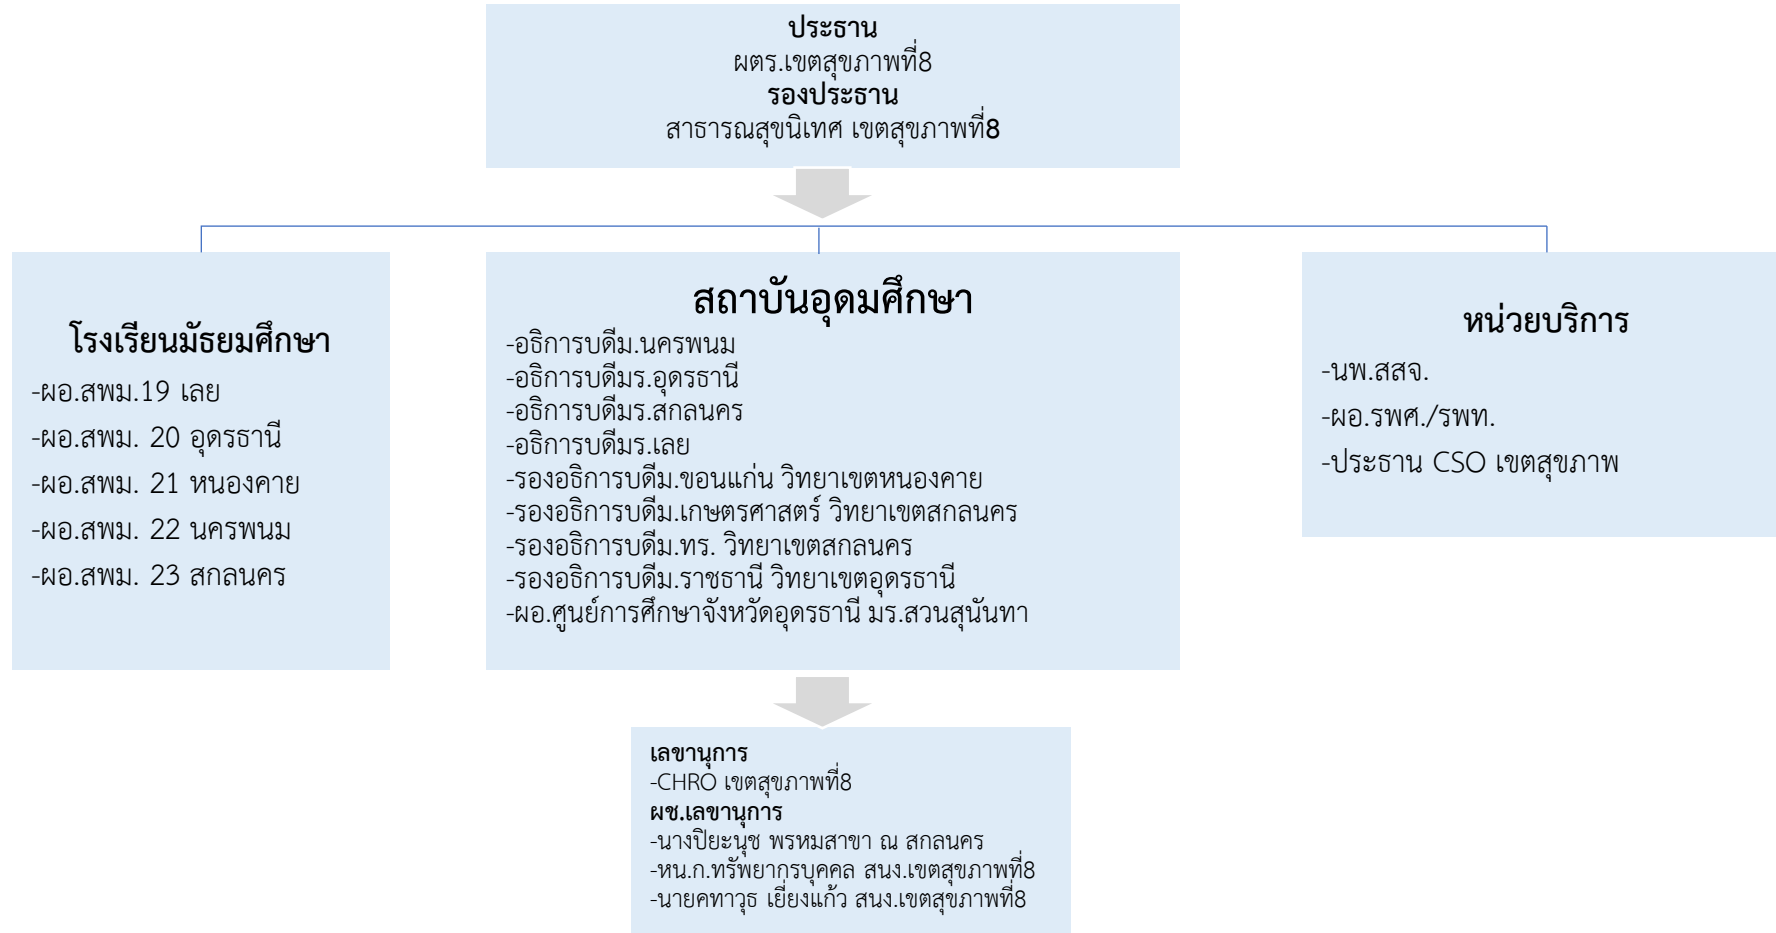 ประธาน
ผตร.เขตสุขภาพที่8
รองประธาน
สาธารณสุขนิเทศ เขตสุขภาพที่8
โรงเรียนมัธยมศึกษา
-ผอ.สพม.19 เลย
-ผอ.สพม. 20 อุดรธานี
-ผอ.สพม. 21 หนองคาย
-ผอ.สพม. 22 นครพนม
-ผอ.สพม. 23 สกลนคร
สถาบันอุดมศึกษา
-อธิการบดีม.นครพนม
-อธิการบดีมร.อุดรธานี
-อธิการบดีมร.สกลนคร
-อธิการบดีมร.เลย
-รองอธิการบดีม.ขอนแก่น วิทยาเขตหนองคาย
-รองอธิการบดีม.เกษตรศาสตร์ วิทยาเขตสกลนคร
-รองอธิการบดีม.ทร. วิทยาเขตสกลนคร
-รองอธิการบดีม.ราชธานี วิทยาเขตอุดรธานี
-ผอ.ศูนย์การศึกษาจังหวัดอุดรธานี มร.สวนสุนันทา
หน่วยบริการ
-นพ.สสจ.
-ผอ.รพศ./รพท.
-ประธาน CSO เขตสุขภาพ
เลขานุการ
-CHRO เขตสุขภาพที่8
ผช.เลขานุการ
-นางปิยะนุช พรหมสาขา ณ สกลนคร
-หน.ก.ทรัพยากรบุคคล สนง.เขตสุขภาพที่8
-นายคทาวุธ เยี่ยงแก้ว สนง.เขตสุขภาพที่8